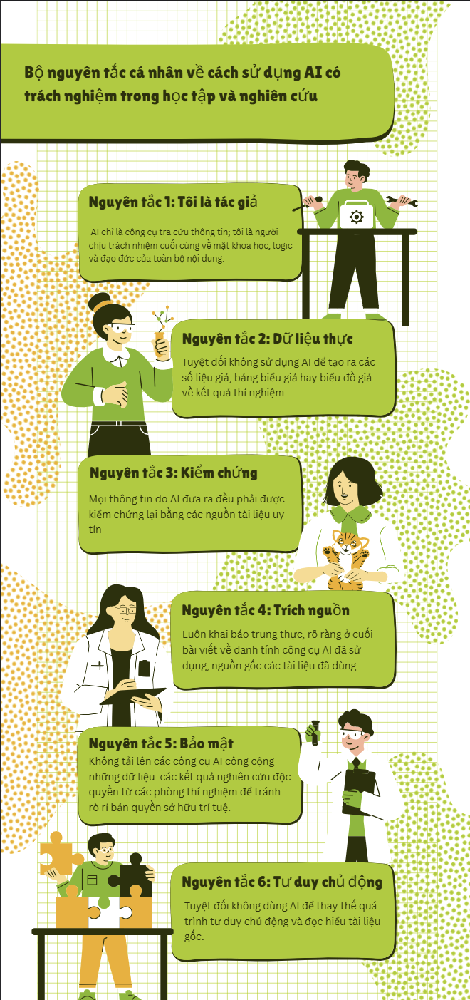 Bộ nguyên tắc cá nhân về cách sử dụng AI có
trách nghiệm trong học tập và nghiên cứu
Nguyên tắc 1: Tôi là tác giả
AI chỉ là công cụ tra cứu thông tin; tôi là người
chịu trách nhiệm cuối cùng về mặt khoa học, logic
và đạo đức của toàn bộ nội dung.
Nguyên tắc 2: Dữ liệu thực
Tuyệt đối không sử dụng AI để tạo ra các
số liệu giả, bảng biểu giả hay biểu đồ giả
về kết quả thí nghiệm.
Nguyên tắc 3: Kiểm chứng
Mọi thông tin do AI đưa ra đều phải được
kiểm chứng lại bằng các nguồn tài liệu uy
tín
Nguyên tắc 4: Trích nguồn
Luôn khai báo trung thực, rõ ràng ở cuối
bài viết về danh tính công cụ AI đã sử
dụng, nguồn gốc các tài liệu đã dùng
Nguyên tắc 5: Bảo mật
Không tải lên các công cụ AI công cộng
những dữ liệu các kết quả nghiên cứu độc
quyền từ các phòng thí nghiệm để tránh
rò rỉ bản quyền sở hữu trí tuệ.
Nguyên tắc 6: Tư duy chủ động
Tuyệt đối không dùng AI để thay thế quá
trình tư duy chủ động và đọc hiểu tài liệu
gốc.